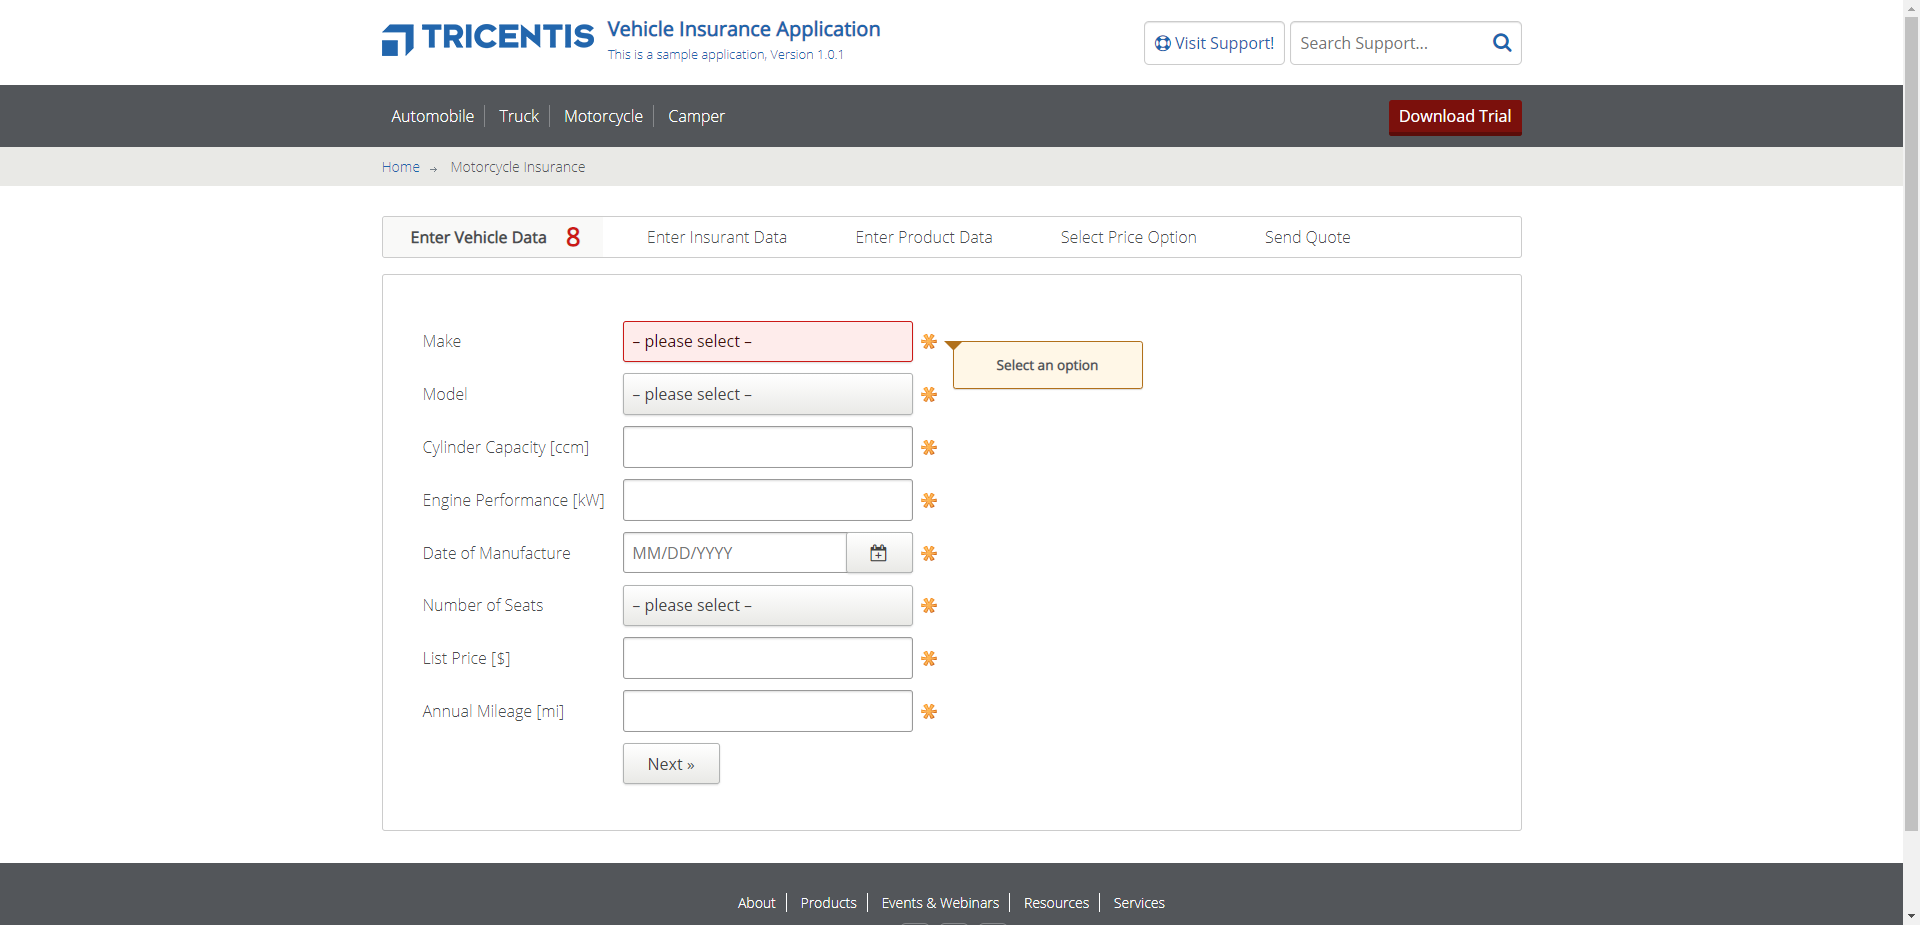 TRICENTIS
Vehicle Insurance Application
This is a sample application, Version 1.0.1
Visit Support!
Search Support...
Automobile
Truck
Motorcycle
Camper
Download Trial
Home → Motorcycle Insurance
Enter Vehicle Data 8
Enter Insurant Data
Enter Product Data
Select Price Option
Send Quote
Make
– please select –
Select an option
Model
– please select –
Cylinder Capacity [ccm]
Engine Performance [kW]
Date of Manufacture
MM/DD/YYYY
Number of Seats
– please select –
List Price [$]
Annual Mileage [mi]
Next »
About
Products
Events & Webinars
Resources
Services